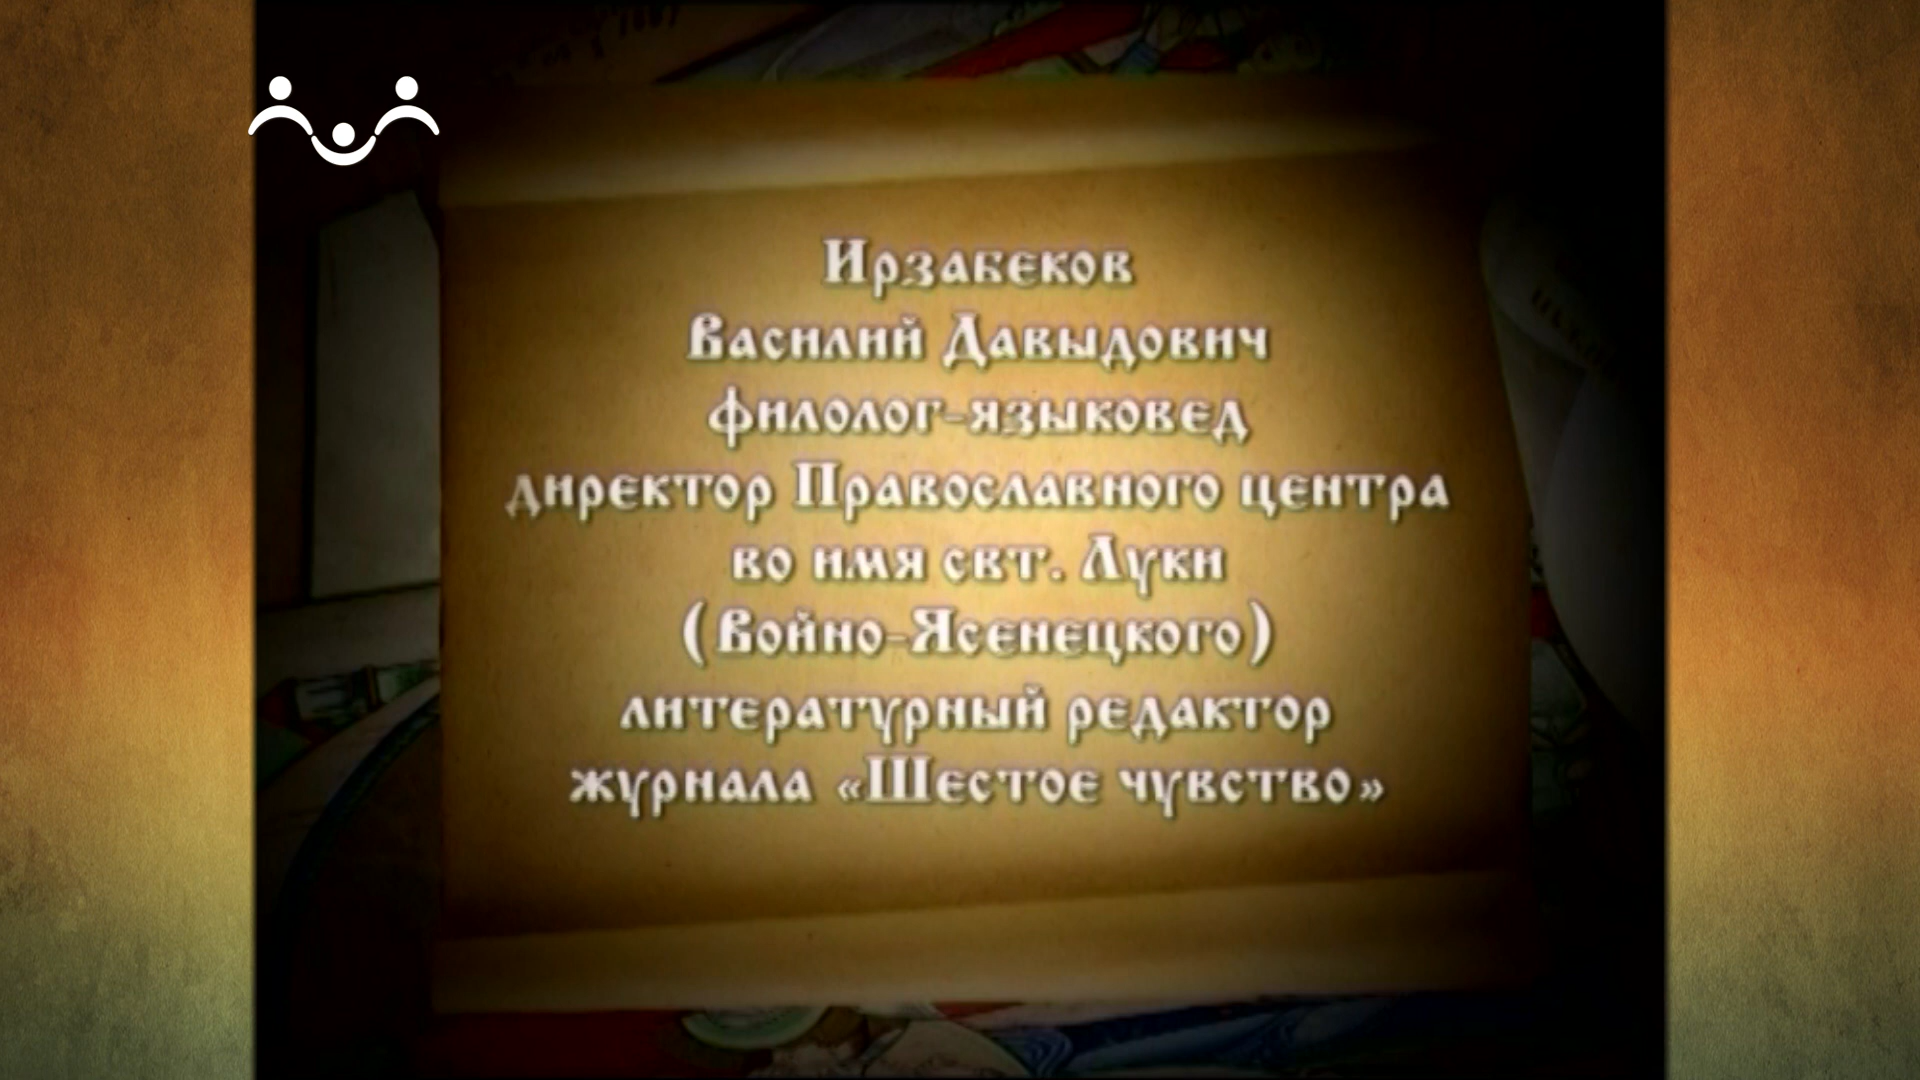 Ирзабеков
Василий Давыдович
филолог-языковед
директор Православного центра
во имя свт. Луки
(Войно-Ясенецкого)
литературный редактор
журнала «Шестое чувство»